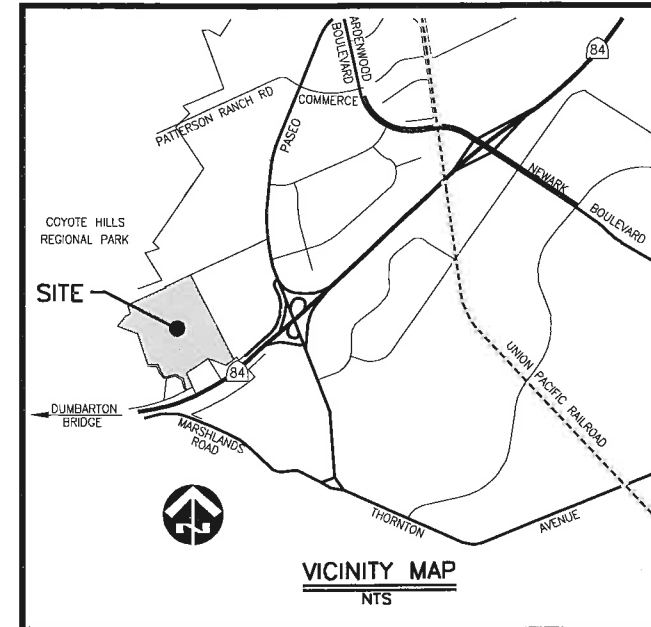 ARDENWOOD
BOULEVARD
84
PATTERSON RANCH RD
COMMERCE
PASEO
NEWARK
BOULEVARD
COYOTE HILLS
REGIONAL PARK
SITE
84
UNION PACIFIC RAILROAD
DUMBARTON
BRIDGE
MARSHLANDS
ROAD
THORNTON
AVENUE
VICINITY MAP
NTS